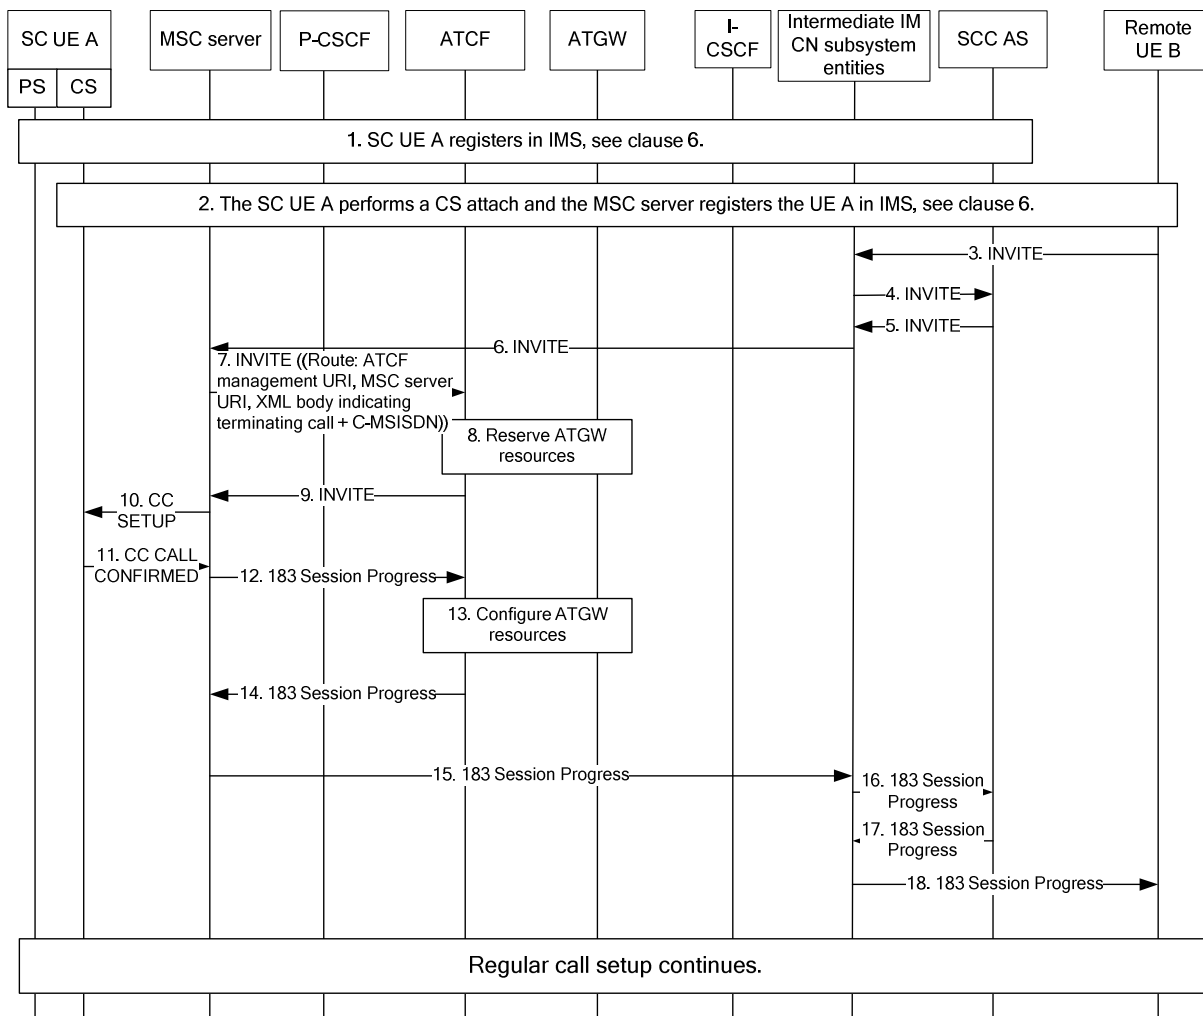 SC UE A
PS
CS
MSC server
P-CSCF
ATCF
ATGW
I-
CSCF
Intermediate IM
CN subsystem
entities
SCC AS
Remote
UE B
1. SC UE A registers in IMS, see clause 6.
2. The SC UE A performs a CS attach and the MSC server registers the UE A in IMS, see clause 6.
3. INVITE
4. INVITE
5. INVITE
6. INVITE
7. INVITE ((Route: ATCF
management URI, MSC server
URI, XML body indicating
terminating call + C-MSISDN))
8. Reserve ATGW
resources
9. INVITE
10. CC
SETUP
11. CC CALL
CONFIRMED
12. 183 Session Progress
13. Configure ATGW
resources
14. 183 Session Progress
15. 183 Session Progress
16. 183 Session
Progress
17. 183 Session
Progress
18. 183 Session Progress
Regular call setup continues.